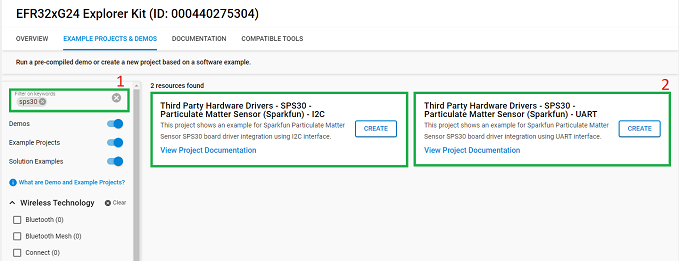 EFR32xG24 Explorer Kit (ID: 000440275304)
OVERVIEW EXAMPLE PROJECTS & DEMOS DOCUMENTATION COMPATIBLE TOOLS
Run a pre-compiled demo or create a new project based on a software example.
1
Filter on keywords
sps30
Demos
Example Projects
Solution Examples
What are Demo and Example Projects?
Wireless Technology Clear
Bluetooth (0)
Bluetooth Mesh (0)
Connect (0)
2 resources found
2
Third Party Hardware Drivers - SPS30 -
Particulate Matter Sensor (Sparkfun) - I2C
This project shows an example for Sparkfun Particulate Matter
Sensor SPS30 board driver integration using I2C interface.
CREATE
View Project Documentation
Third Party Hardware Drivers - SPS30 -
Particulate Matter Sensor (Sparkfun) - UART
This project shows an example for Sparkfun Particulate Matter
Sensor SPS30 board driver integration using UART interface.
CREATE
View Project Documentation